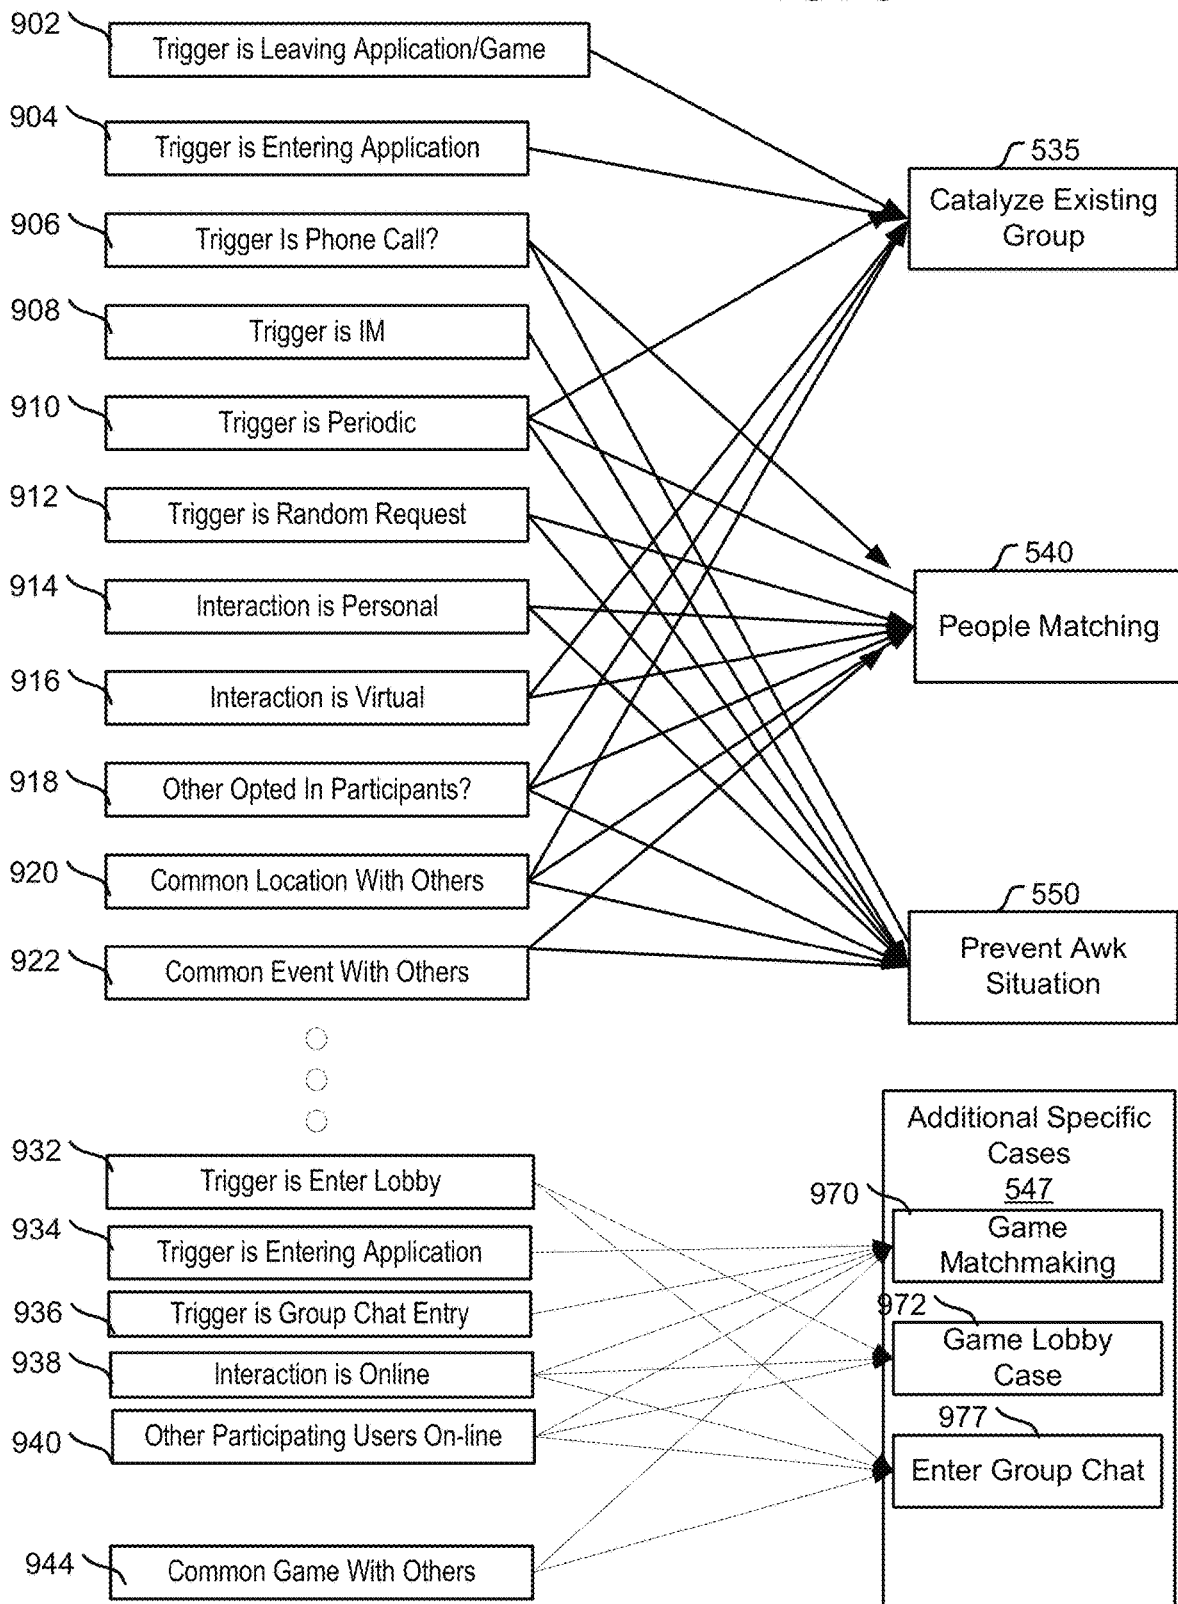 902
Trigger is Leaving Application/Game
904
Trigger is Entering Application
535
Catalyze Existing
Group
906
Trigger Is Phone Call?
908
Trigger is IM
910
Trigger is Periodic
912
Trigger is Random Request
540
People Matching
914
Interaction is Personal
916
Interaction is Virtual
918
Other Opted In Participants?
920
Common Location With Others
550
Prevent Awk
Situation
922
Common Event With Others
Additional Specific
Cases
547
932
Trigger is Enter Lobby
970
Game
Matchmaking
934
Trigger is Entering Application
936
Trigger is Group Chat Entry
972
Game Lobby
Case
938
Interaction is Online
940
Other Participating Users On-line
977
Enter Group Chat
944
Common Game With Others